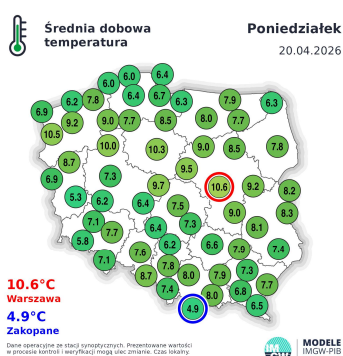 Średnia dobowa
temperatura
Poniedziałek
20.04.2026
6.0 6.0 6.4
6.9 6.2 7.8 6.4 6.7 6.3 7.9 6.3
10.5 9.2 9.0 7.7 8.5 8.0 7.7
10.0 10.3 9.0 8.5 7.8
8.7 9.5
6.9 7.3 9.7 10.6 9.2 8.2
5.3 6.2 6.4 7.5 9.0 8.3
7.1 7.7 6.4 7.3 8.1
5.8 7.6 6.2 6.6 7.9 7.4
7.1 8.7 7.8 8.0 7.9 7.3
7.4 4.9 8.0 6.8 7.7 6.5
10.6°C
Warszawa
4.9°C
Zakopane
Dane operacyjne ze stacji synoptycznych. Prezentowane wartości
w procesie kontroli i weryfikacji mogą ulec zmianie. Czas lokalny.
IM
GW
MODELE
IMGW-PIB